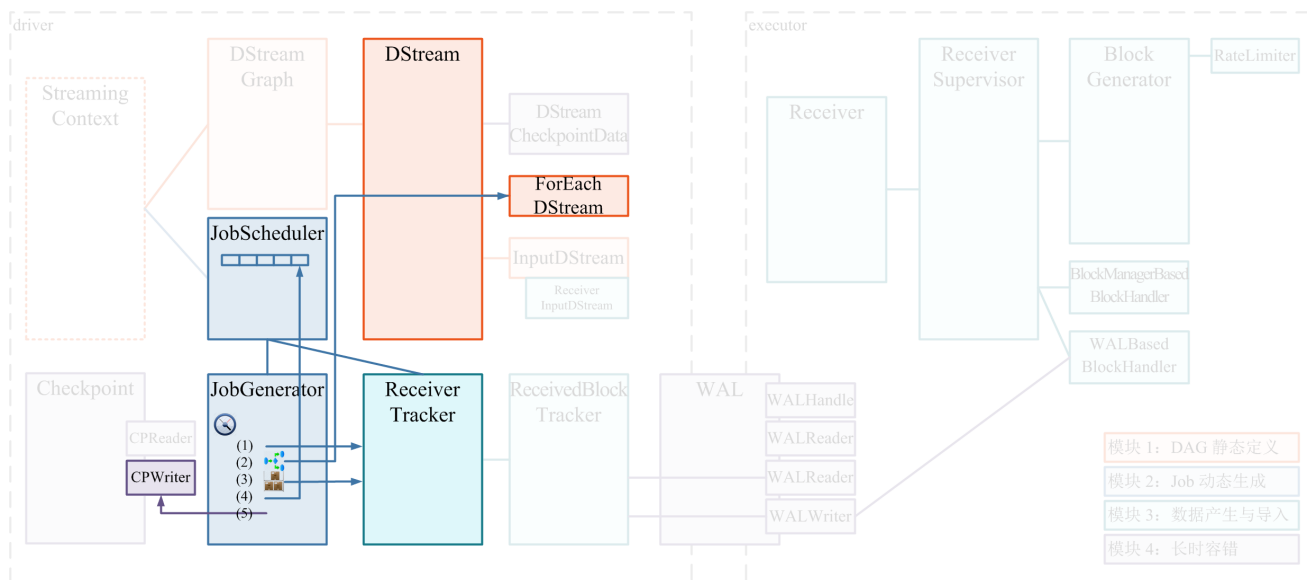 driver
executor
DStream
Graph
DStream
Streaming
Context
DStream
CheckpointData
ForEach
DStream
InputDStream
Receiver
InputDStream
JobScheduler
Receiver
Receiver
Supervisor
Block
Generator
RateLimiter
BlockManagerBased
BlockHandler
WALBased
BlockHandler
Checkpoint
CPReader
CPWriter
JobGenerator
(1)
(2)
(3)
(4)
(5)
Receiver
Tracker
ReceivedBlock
Tracker
WAL
WALHandle
WALReader
WALReader
WALWriter
模块 1：DAG 静态定义
模块 2：Job 动态生成
模块 3：数据产生与导入
模块 4：长时容错